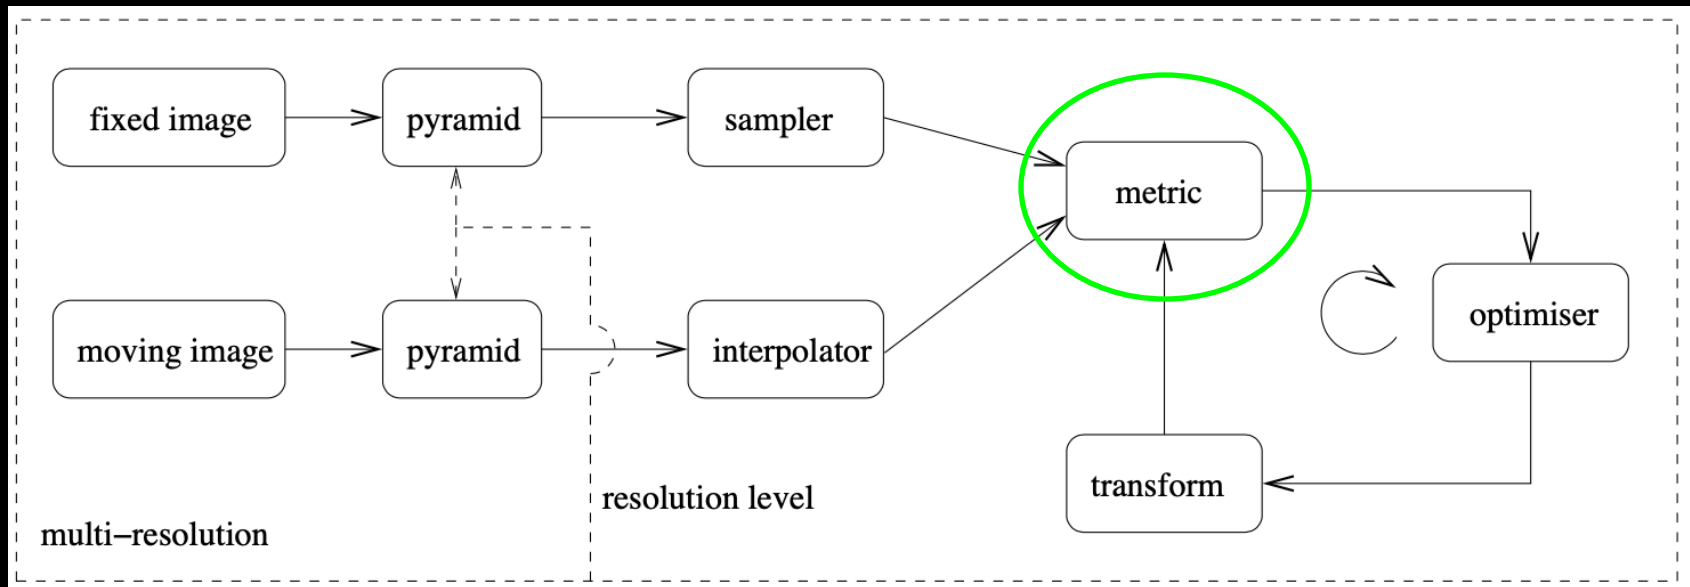 fixed image
pyramid
sampler
metric
moving image
pyramid
interpolator
optimiser
transform
resolution level
multi−resolution